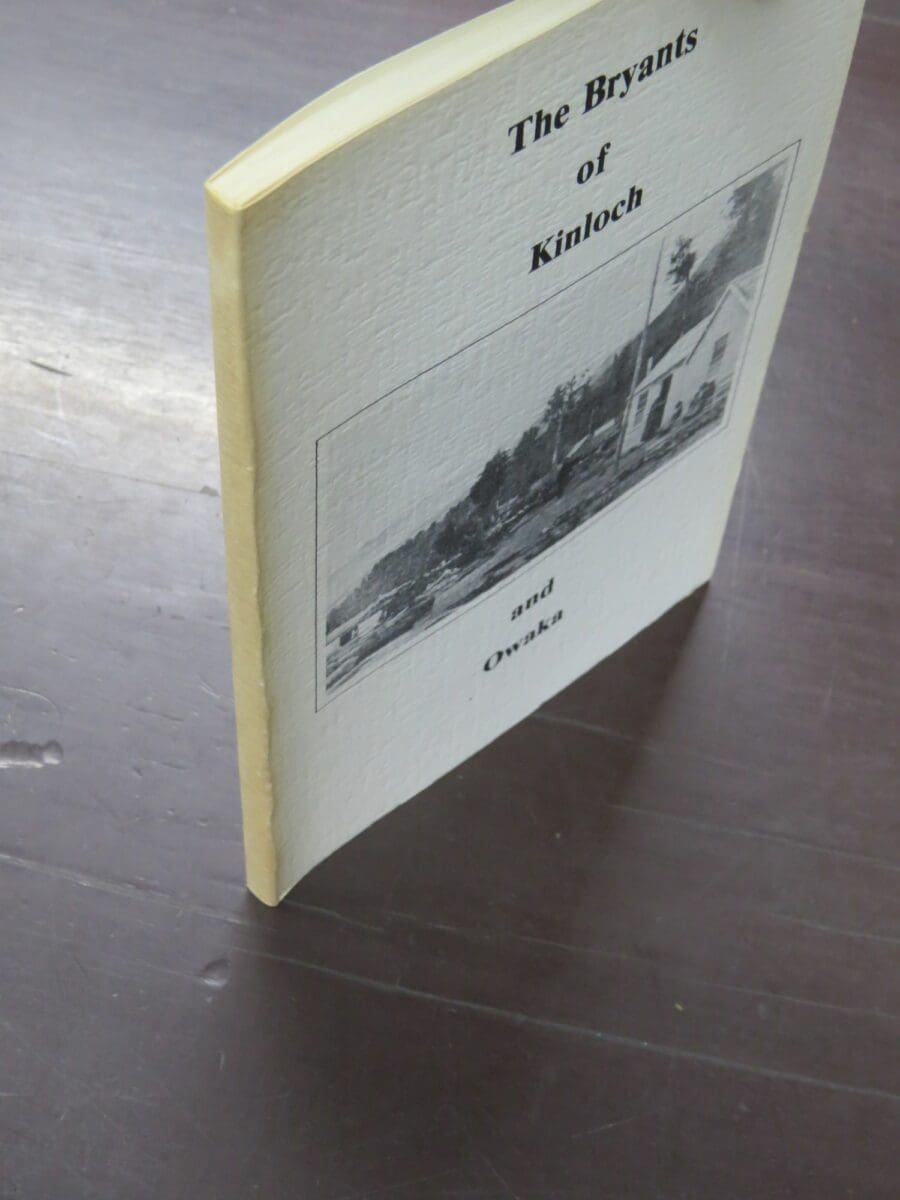 The Bryants
of
Kinloch
and
Owaka